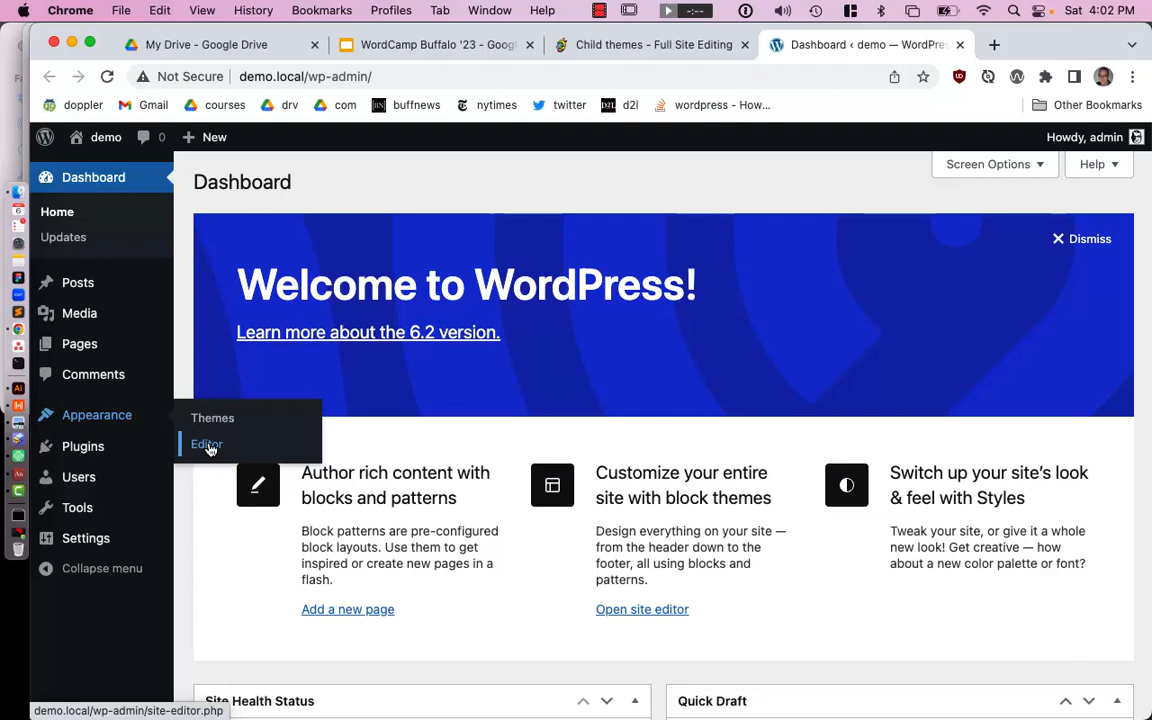 Chrome File Edit View History Bookmarks Profiles Tab Window Help -:-- Sat 4:02 PM
My Drive - Google Drive
WordCamp Buffalo '23 - Goog
Child themes - Full Site Editing
Dashboard ‹ demo — WordPres
Not Secure demo.local/wp-admin/
doppler Gmail courses drv com buffnews nytimes twitter d2l wordpress - How... Other Bookmarks
demo 0 New Howdy, admin
Dashboard
Home
Updates
Posts
Media
Pages
Comments
Appearance
Plugins
Users
Tools
Settings
Collapse menu
Themes
Editor
Screen Options Help
Dashboard
Dismiss
Welcome to WordPress!
Learn more about the 6.2 version.
Author rich content with
blocks and patterns
Block patterns are pre-configured
block layouts. Use them to get
inspired or create new pages in a
flash.
Add a new page
Customize your entire
site with block themes
Design everything on your site —
from the header down to the
footer, all using blocks and
patterns.
Open site editor
Switch up your site's look
& feel with Styles
Tweak your site, or give it a whole
new look! Get creative — how
about a new color palette or font?
Site Health Status
Quick Draft
demo.local/wp-admin/site-editor.php